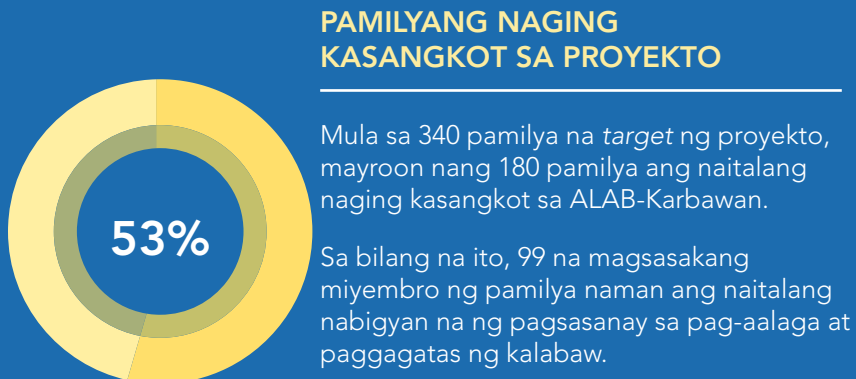 PAMILYANG NAGING
KASANGKOT SA PROYEKTO
Mula sa 340 pamilya na target ng proyekto,
mayroon nang 180 pamilya ang naitalang
naging kasangkot sa ALAB-Karbawan.
53%
Sa bilang na ito, 99 na magsasakang
miyembro ng pamilya naman ang naitalang
nabigyan na ng pagsasanay sa pag-aalaga at
paggagatas ng kalabaw.